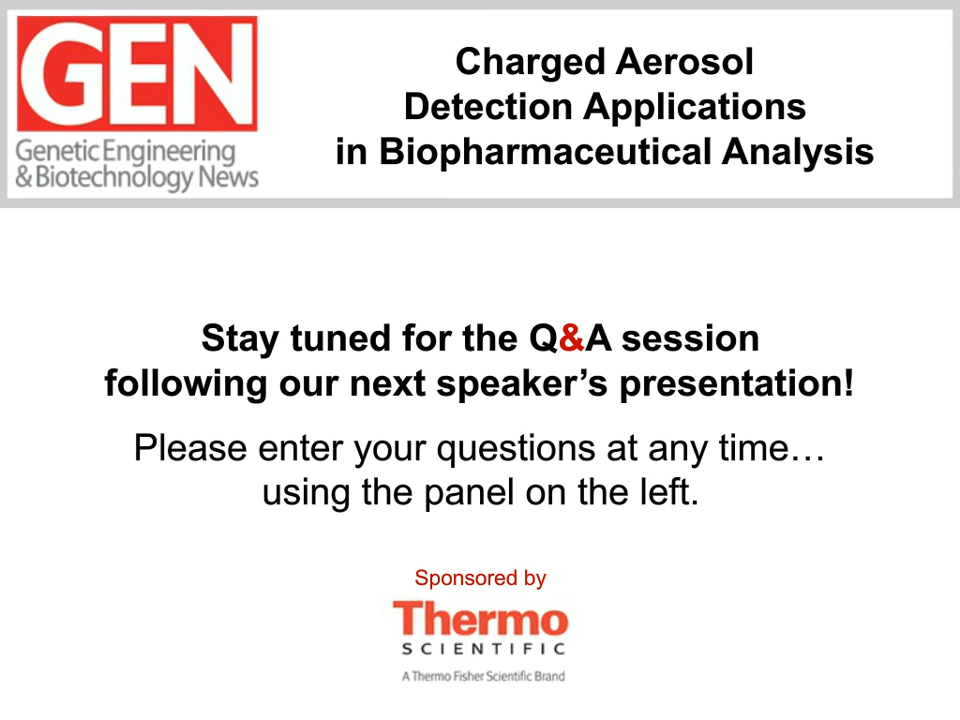 GEN
Genetic Engineering
& Biotechnology News
Charged Aerosol
Detection Applications
in Biopharmaceutical Analysis
Stay tuned for the Q&A session
following our next speaker’s presentation!
Please enter your questions at any time…
using the panel on the left.
Sponsored by
Thermo
SCIENTIFIC
A Thermo Fisher Scientific Brand